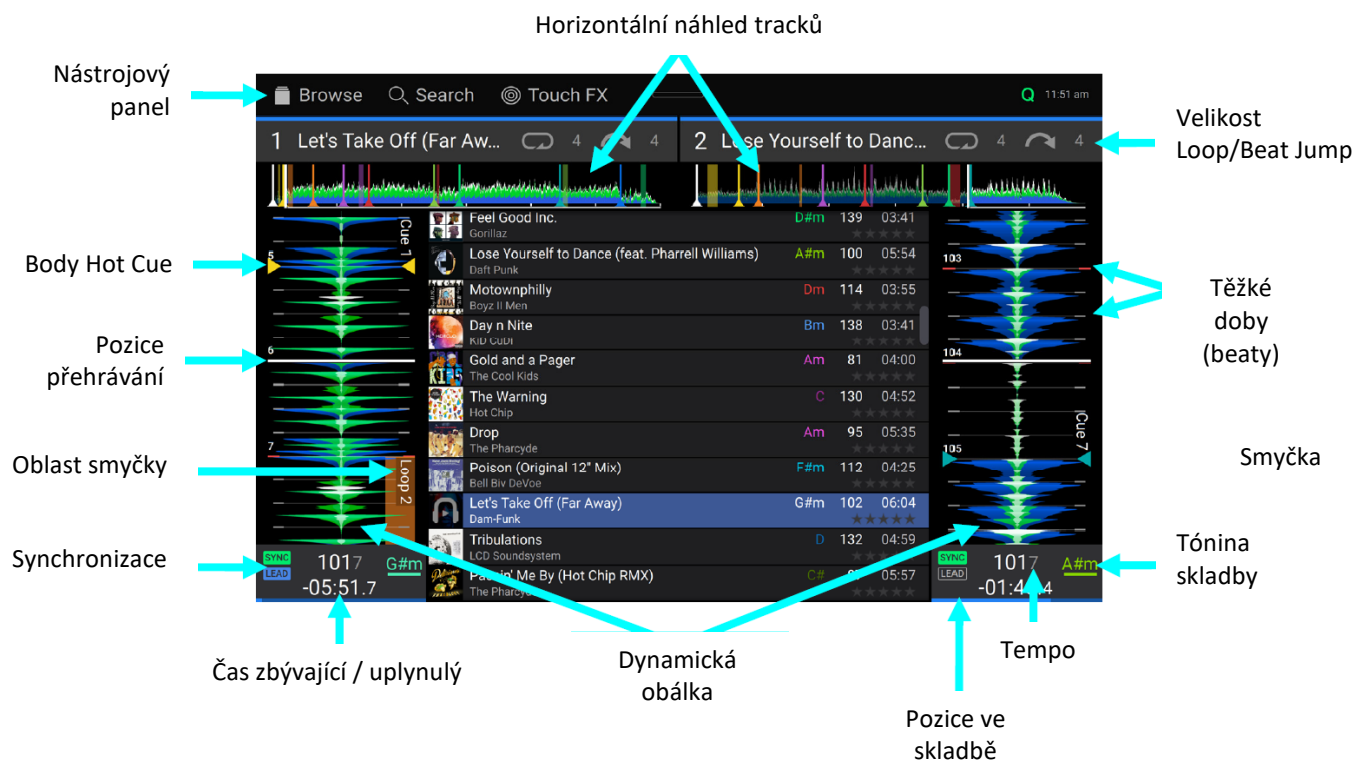 Horizontální náhled tracků
Nástrojový
panel
Browse Search Touch FX Q 11:51 am
Velikost
Loop/Beat Jump
1 Let's Take Off (Far Aw... 4 4
2 Lose Yourself to Danc... 4 4
Body Hot Cue
Pozice
přehrávání
Oblast smyčky
Synchronizace
5
Cue 1
6
7
Loop 2
Feel Good Inc. D#m 139 03:41
Gorillaz
Lose Yourself to Dance (feat. Pharrell Williams) A#m 100 05:54
Daft Punk
Motownphilly Dm 114 03:55
Boyz II Men
Day n Nite Bm 138 03:41
KiD CuDi
Gold and a Pager Am 81 04:00
The Cool Kids
The Warning C 130 04:52
Hot Chip
Drop Am 95 05:35
The Pharcyde
Poison (Original 12" Mix) F#m 112 04:25
Bell Biv DeVoe
Let's Take Off (Far Away) G#m 102 06:04
Dam-Funk
Tribulations D 132 04:59
LCD Soundsystem
Me By (Hot Chip RMX) C# 05:57
The Pharcyde
103
104
105
Cue 7
Těžké
doby
(beaty)
Smyčka
Tónina
skladby
SYNC
LEAD
1017
-05:51.7
G#m
SYNC
LEAD
1017
A#m
Čas zbývající / uplynulý
Dynamická
obálka
Tempo
Pozice ve
skladbě